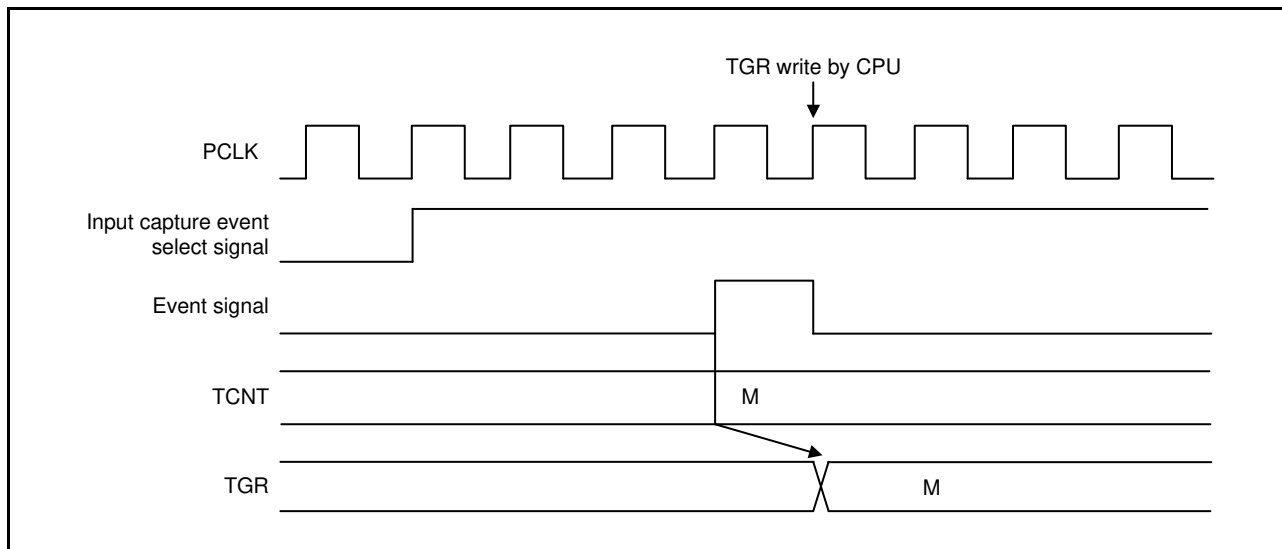 TGR write by CPU
PCLK
Input capture event
select signal
Event signal
TCNT
M
TGR
M